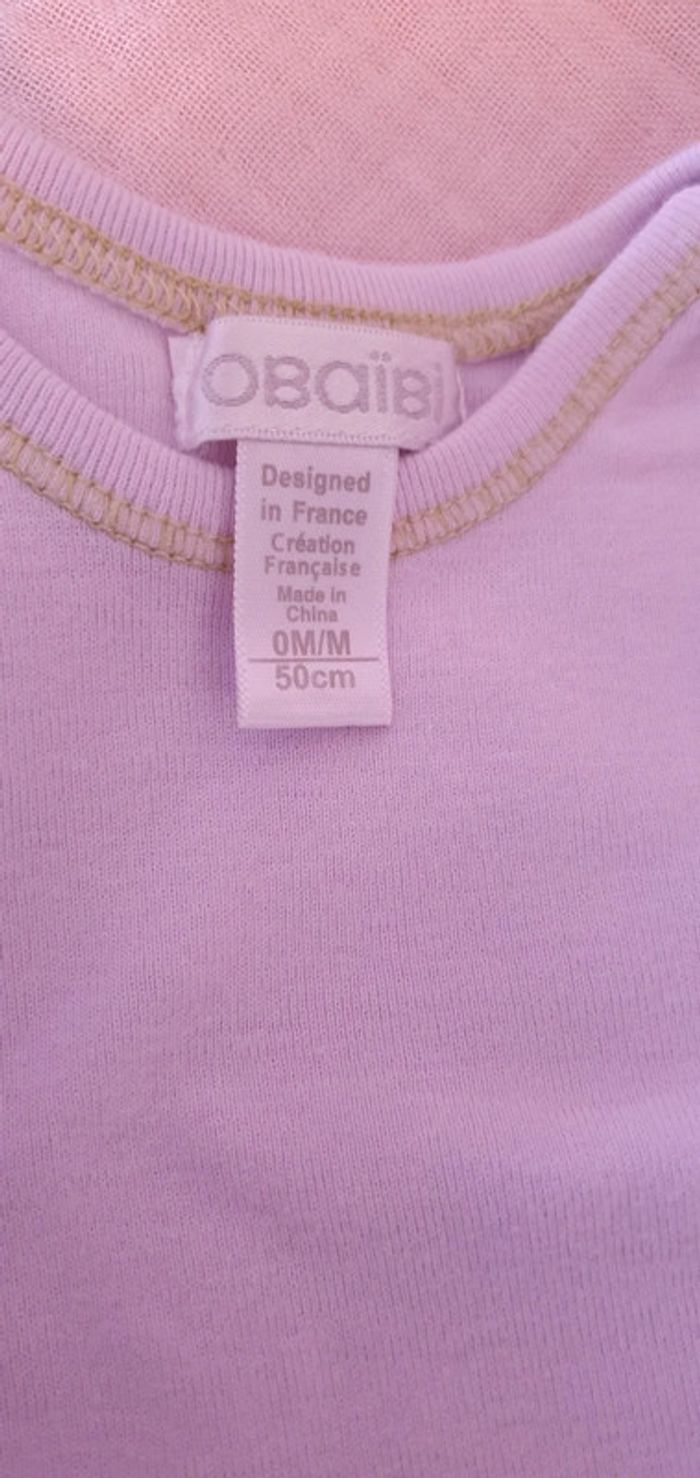 OBaïBi
Designed
in France
Création
Française
Made in
China
0M/M
50cm